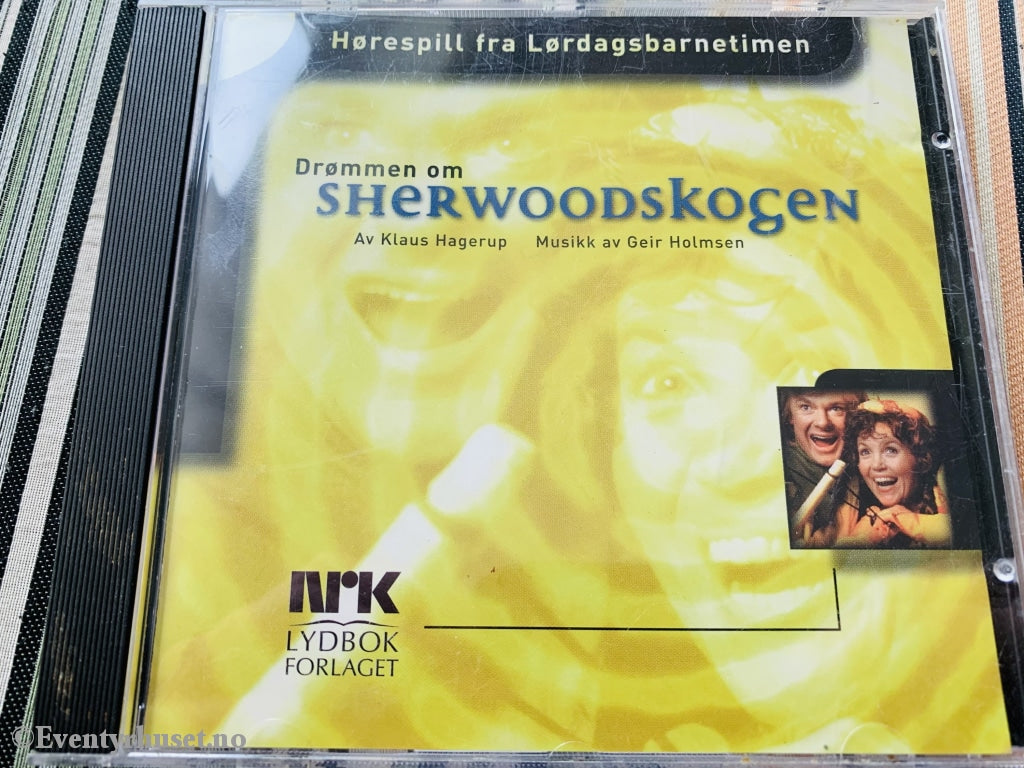 Hørespill fra Lørdagsbarnetimen
Drømmen om
SHERWOODSKOGEN
Av Klaus Hagerup Musikk av Geir Holmsen
NRK
LYDBOK
FORLAGET
©Eventyrhuset.no